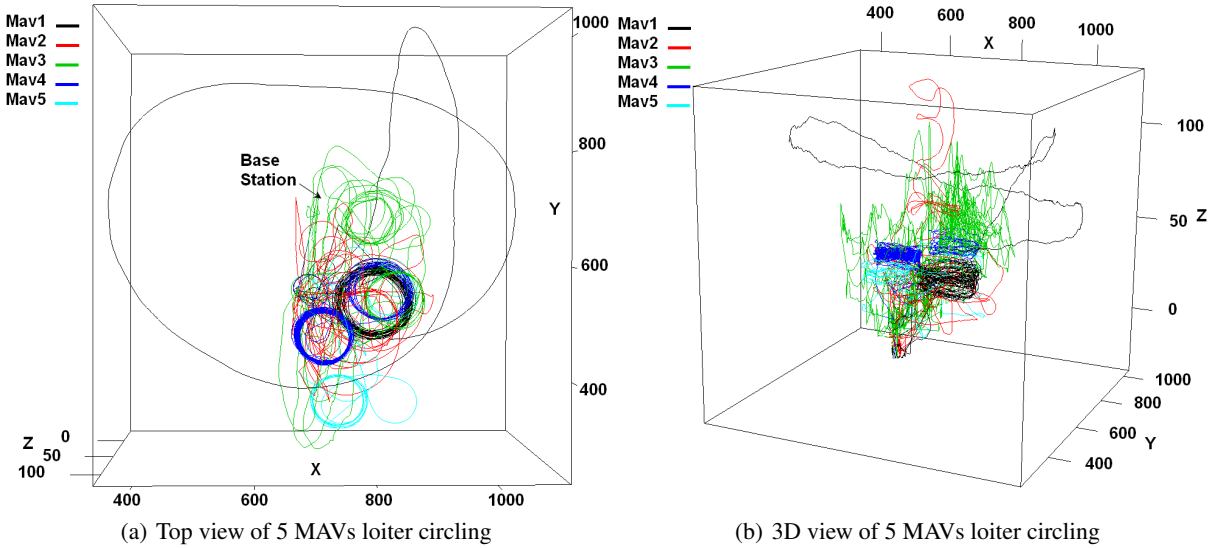 Mav1
Mav2
Mav3
Mav4
Mav5
Base
Station
1000
800
Y
600
400
Z
0
50
100
X
400
600
800
1000
(a) Top view of 5 MAVs loiter circling
Mav1
Mav2
Mav3
Mav4
Mav5
400
600
800
1000
X
100
50
Z
0
1000
800
600
400
Y
(b) 3D view of 5 MAVs loiter circling